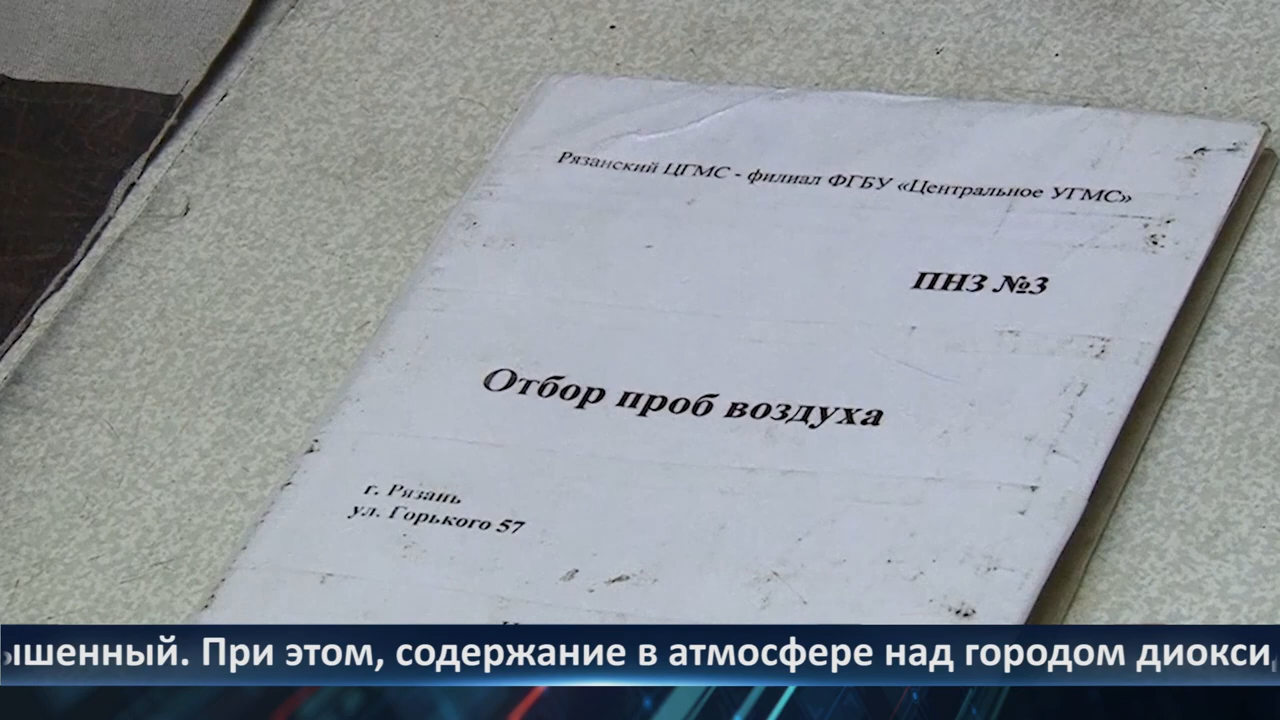 Рязанский ЦГМС - филиал ФГБУ «Центральное УГМС»
ПНЗ №3
Отбор проб воздуха
г. Рязань
ул. Горького 57
ышенный. При этом, содержание в атмосфере над городом диокси